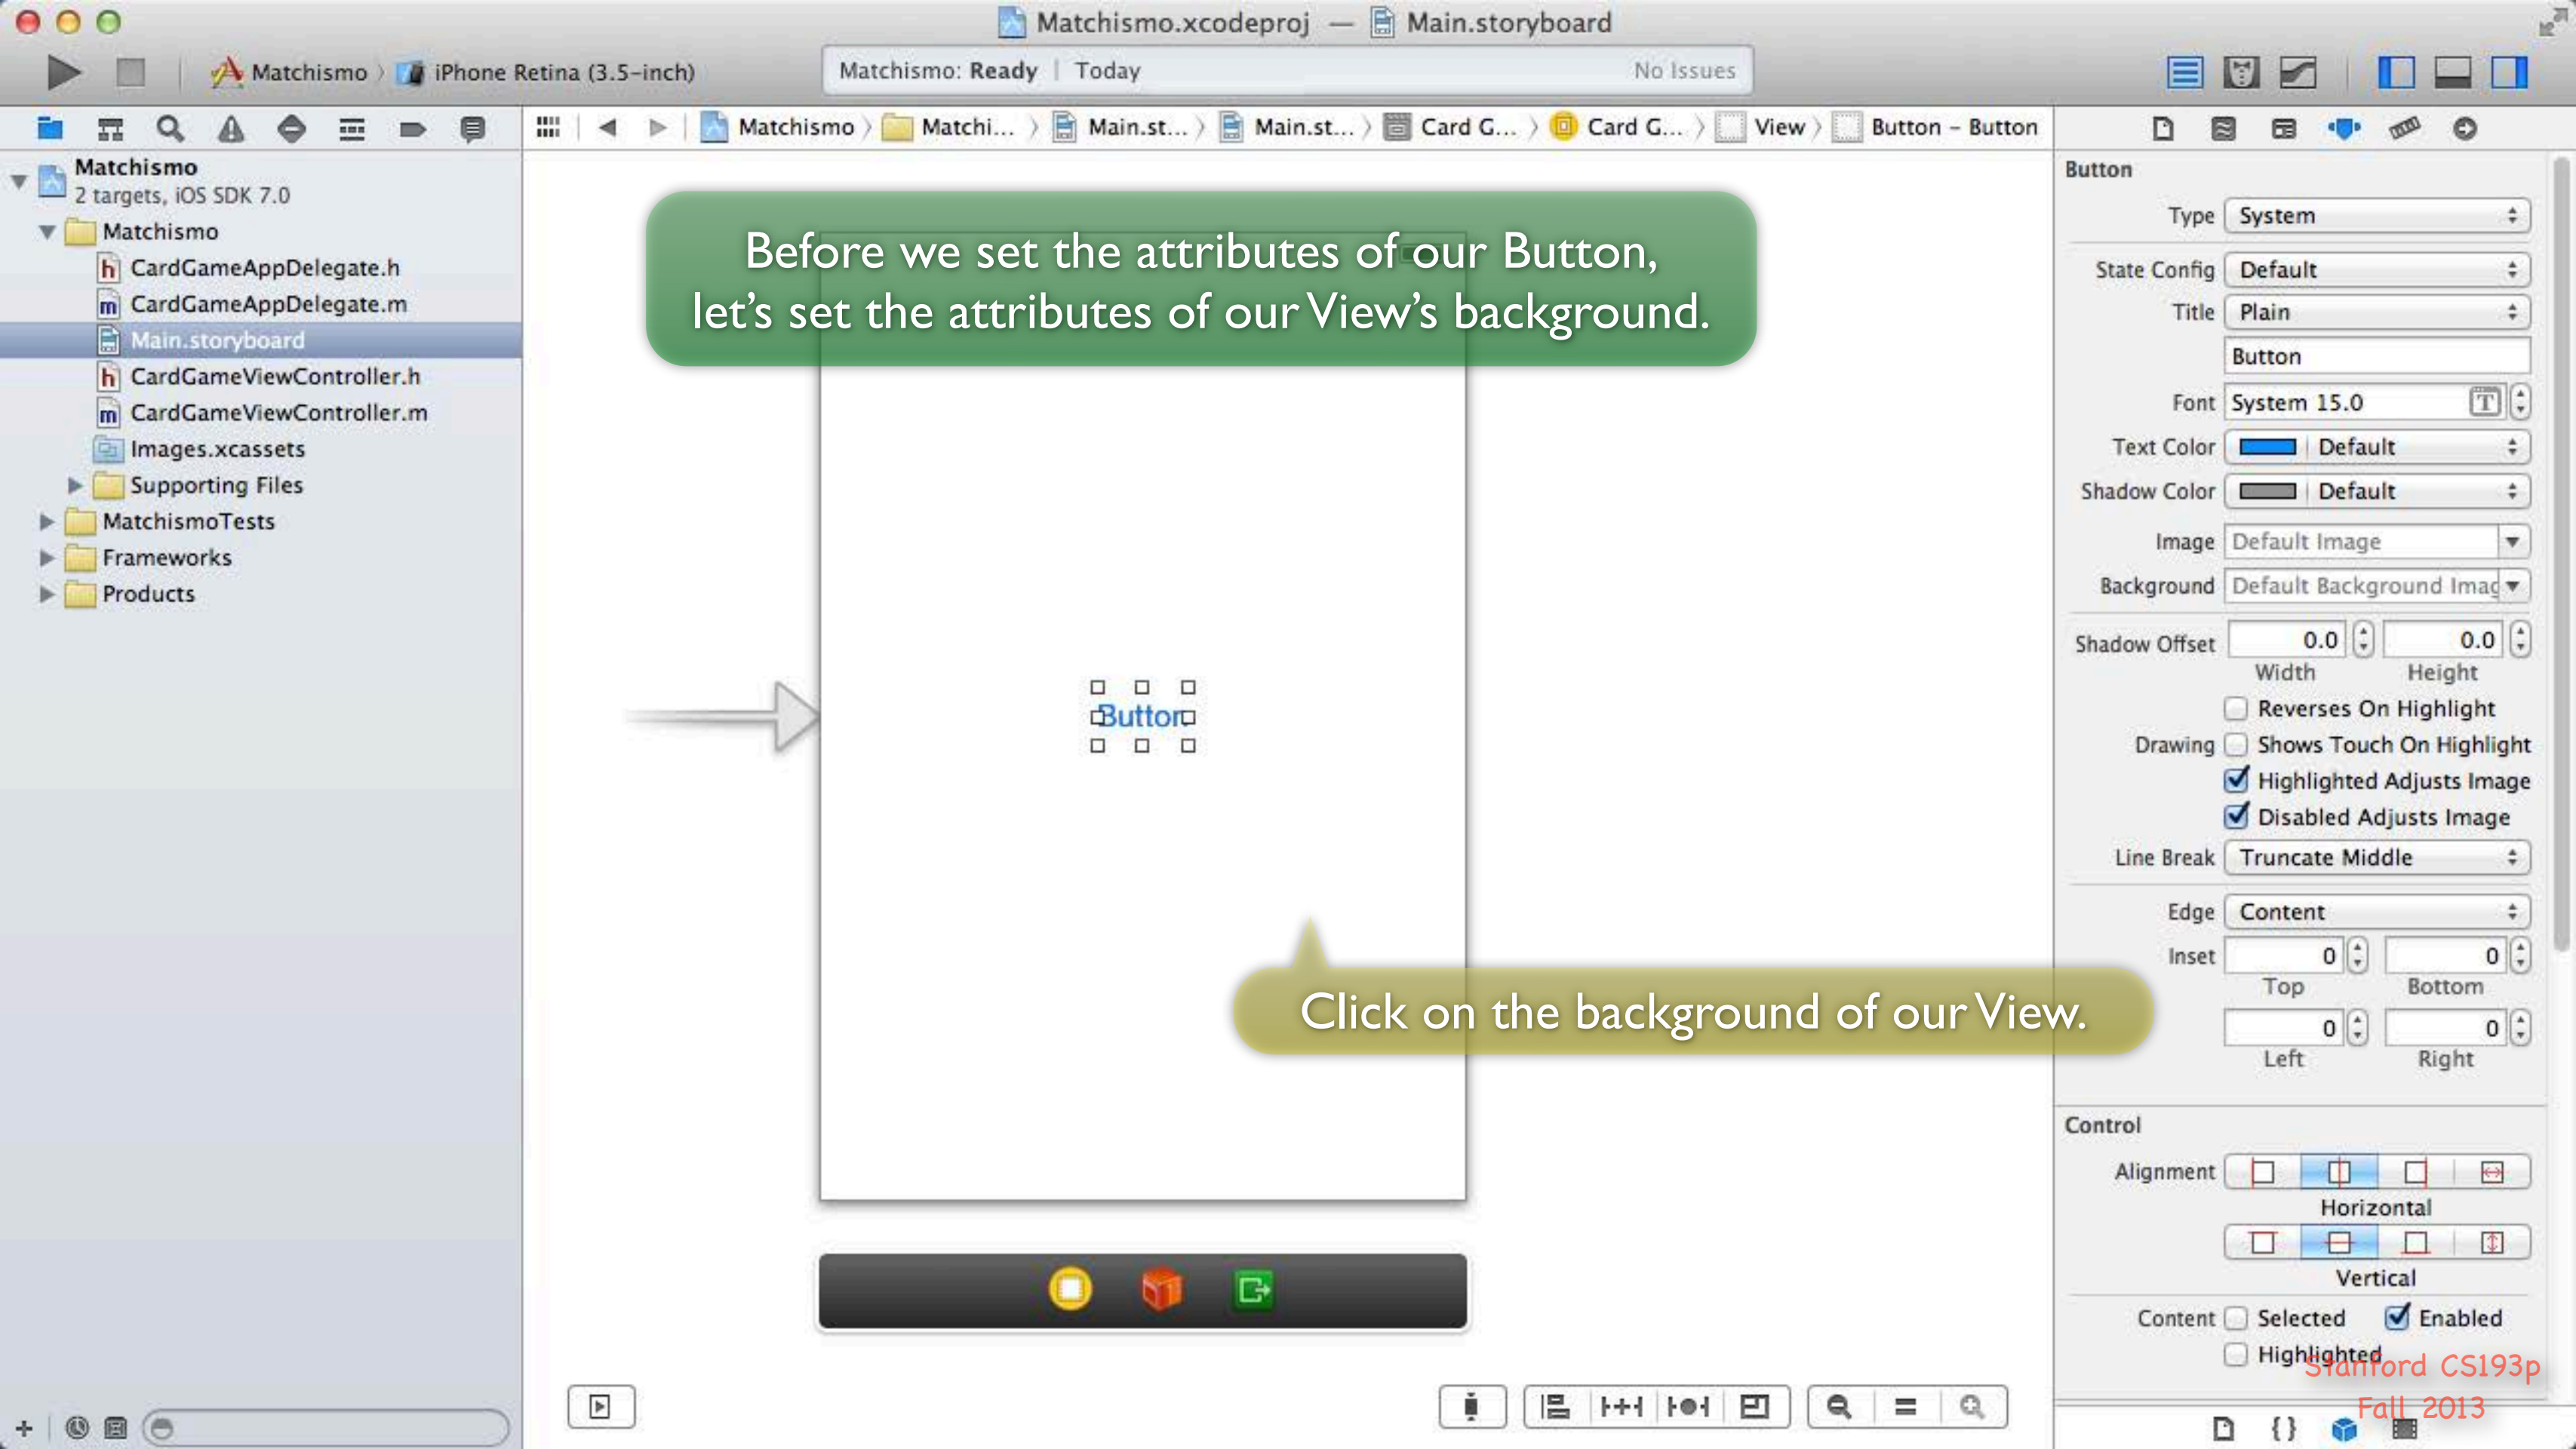 Matchismo.xcodeproj — Main.storyboard
Matchismo iPhone Retina (3.5-inch)
Matchismo: Ready | Today No Issues
Matchismo Matchi... Main.st... Main.st... Card G... Card G... View Button - Button
Matchismo
2 targets, iOS SDK 7.0
Matchismo
h CardGameAppDelegate.h
m CardGameAppDelegate.m
Main.storyboard
h CardGameViewController.h
m CardGameViewController.m
Images.xcassets
Supporting Files
MatchismoTests
Frameworks
Products
Before we set the attributes of our Button,
let's set the attributes of our View's background.
Button
Click on the background of our View.
Button
Type System
State Config Default
Title Plain
Button
Font System 15.0 T
Text Color Default
Shadow Color Default
Image Default Image
Background Default Background Imag
Shadow Offset 0.0 0.0
Width Height
Reverses On Highlight
Drawing Shows Touch On Highlight
Highlighted Adjusts Image
Disabled Adjusts Image
Line Break Truncate Middle
Edge Content
Inset 0 0
Top Bottom
0 0
Left Right
Control
Alignment
Horizontal
Vertical
Content Selected Enabled
Highlighted
Stanford CS193p
Fall 2013
{}